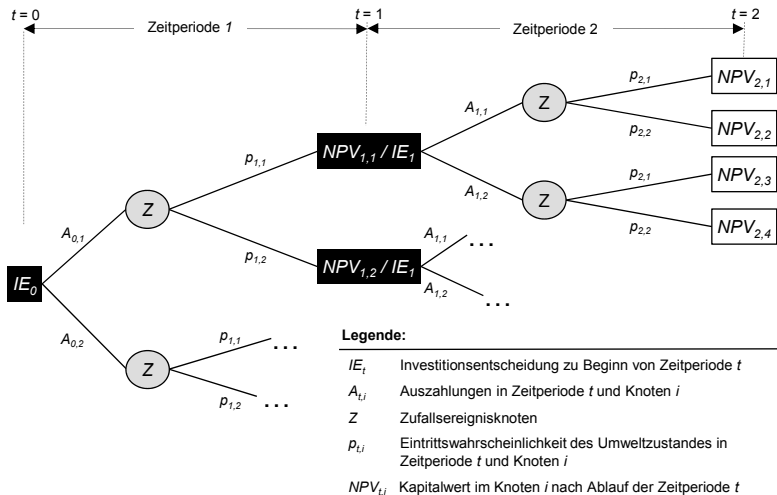 t = 0 Zeitperiode 1 t = 1 Zeitperiode 2 t = 2
A1,1 Z p2,1 NPV2,1
p2,2 NPV2,2
p1,1 NPV1,1 / IE1
A1,2 Z p2,1 NPV2,3
p2,2 NPV2,4
A0,1 Z
p1,2 NPV1,2 / IE1 A1,1 ...
A1,2 ...
IE0
A0,2 Z p1,1 ...
p1,2 ...
Legende:
IEt Investitionsentscheidung zu Beginn von Zeitperiode t
At,i Auszahlungen in Zeitperiode t und Knoten i
Z Zufallsereignisknoten
pt,i Eintrittswahrscheinlichkeit des Umweltzustandes in
Zeitperiode t und Knoten i
NPVt,i Kapitalwert im Knoten i nach Ablauf der Zeitperiode t